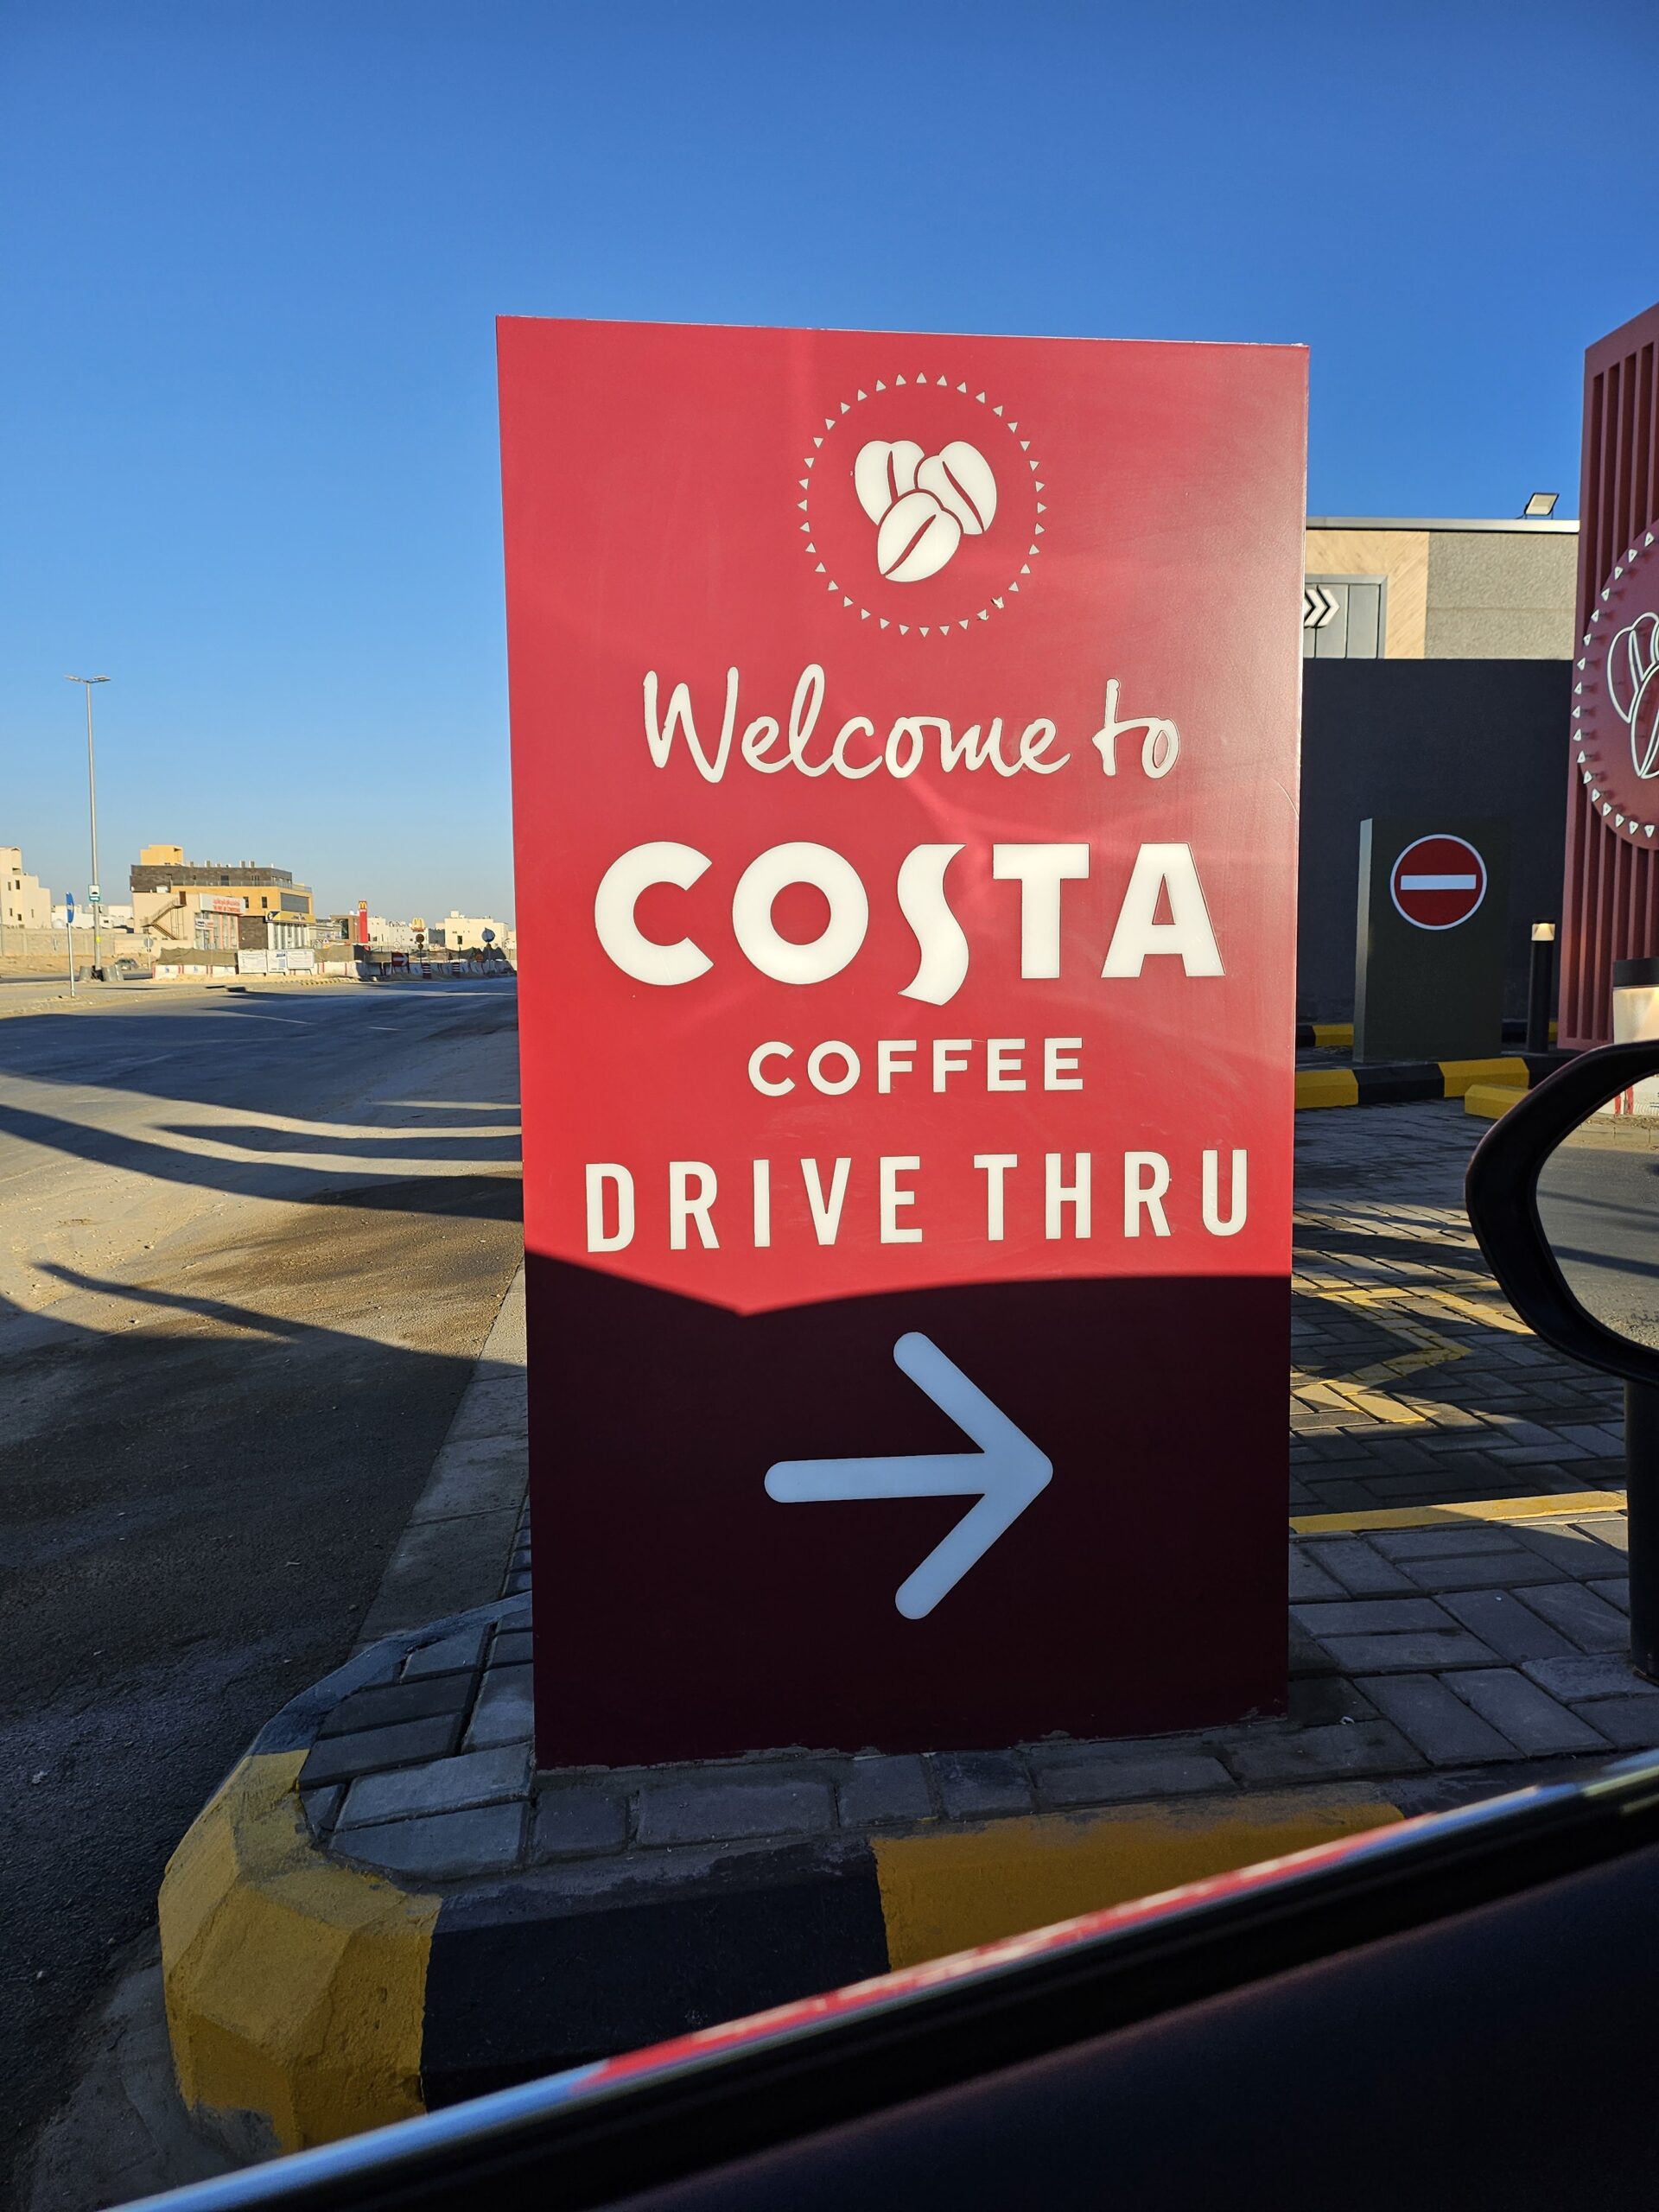 Welcome to
COSTA
COFFEE
DRIVE THRU